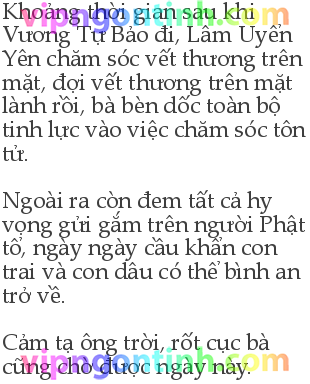 Khoảng thời gian sau khi
vipngontinh.com
Vương Tự Bảo đi, Lâm Uyên
Yên chăm sóc vết thương trên
mặt, đợi vết thương trên mặt
lành rồi, bà bèn dốc toàn bộ
tinh lực vào việc chăm sóc tôn
tử.
Ngoài ra còn đem tất cả hy
vọng gửi gắm trên người Phật
tổ, ngày ngày cầu khẩn con
trai và con dâu có thể bình an
trở về.
Cảm tạ ông trời, rốt cục bà
vipngontinh.com
cũng chờ được ngày này.